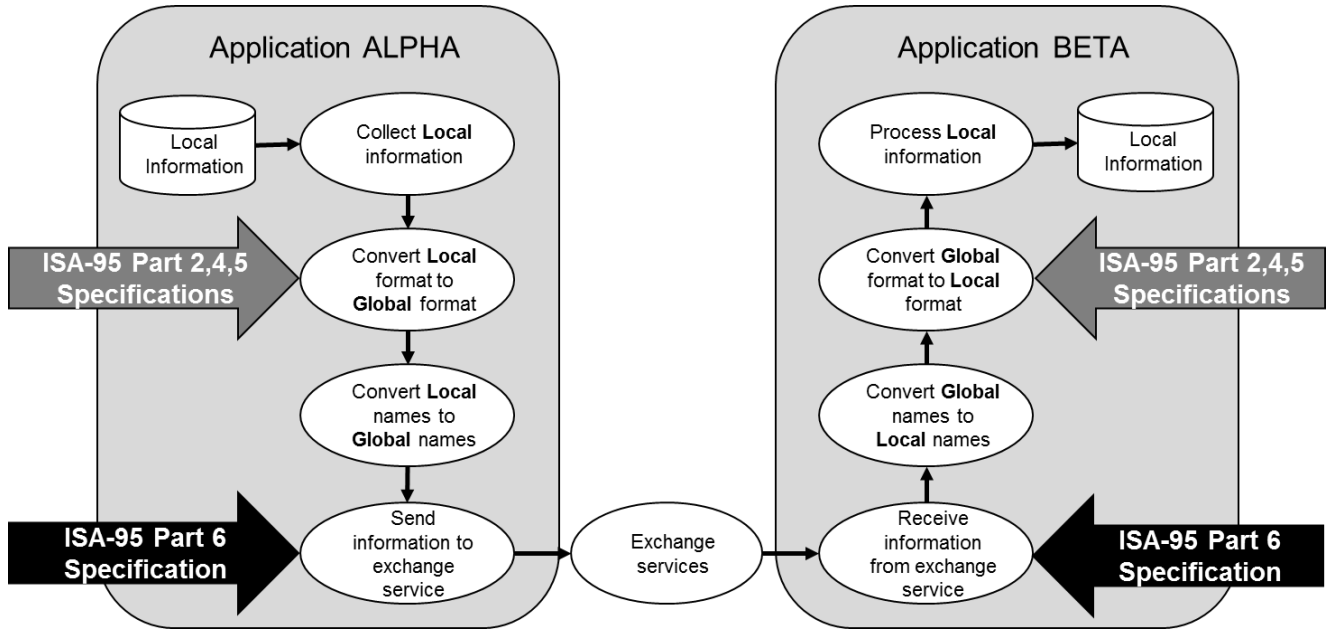 Application ALPHA
Local
Information
Collect Local
information
ISA-95 Part 2,4,5
Specifications
Convert Local
format to
Global format
Convert Local
names to
Global names
ISA-95 Part 6
Specification
Send
information to
exchange
service
Exchange
services
Application BETA
Process Local
information
Local
Information
Convert Global
format to Local
format
ISA-95 Part 2,4,5
Specifications
Convert Global
names to
Local names
Receive
information
from exchange
service
ISA-95 Part 6
Specification